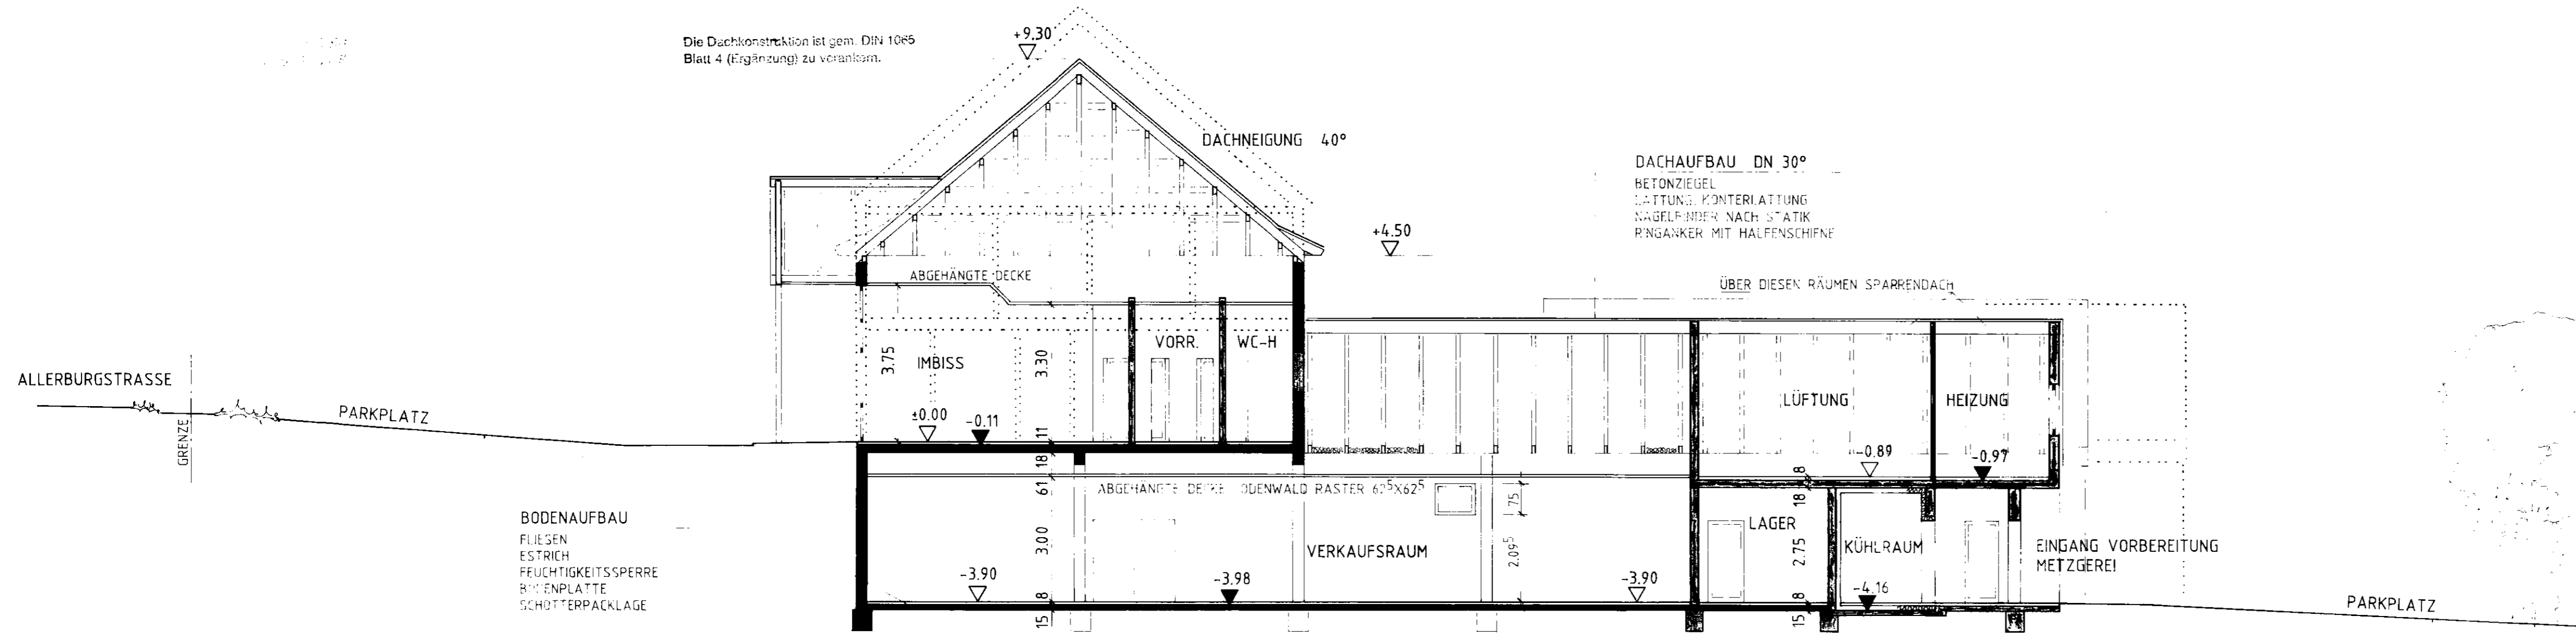 Die Dachkonstruktion ist gem. DIN 1065
Blatt 4 (Ergänzung) zu verankern.
+9.30
DACHNEIGUNG 40°
DACHAUFBAU DN 30°
BETONZIEGEL
LATTUNG, KONTERLATTUNG
NAGELBINDER NACH STATIK
RINGANKER MIT HALFENSCHIENE
+4.50
ABGEHÄNGTE DECKE
ÜBER DIESEN RÄUMEN SPARRENDACH
3.75
IMBISS
3.30
VORR.
WC-H
ALLERBURGSTRASSE
PARKPLATZ
GRENZE
LÜFTUNG
HEIZUNG
±0.00
-0.11
11
18
61
-0.89
-0.97
8
18
ABGEHÄNGTE DECKE ODENWALD RASTER 62⁵X62⁵
75
BODENAUFBAU
FLIESEN
ESTRICH
FEUCHTIGKEITSSPERRE
BODENPLATTE
SCHOTTERPACKLAGE
3.00
VERKAUFSRAUM
2.09⁵
LAGER
2.75
KÜHLRAUM
EINGANG VORBEREITUNG
METZGEREI
-3.90
-3.98
-3.90
-4.16
8
15
8
15
PARKPLATZ